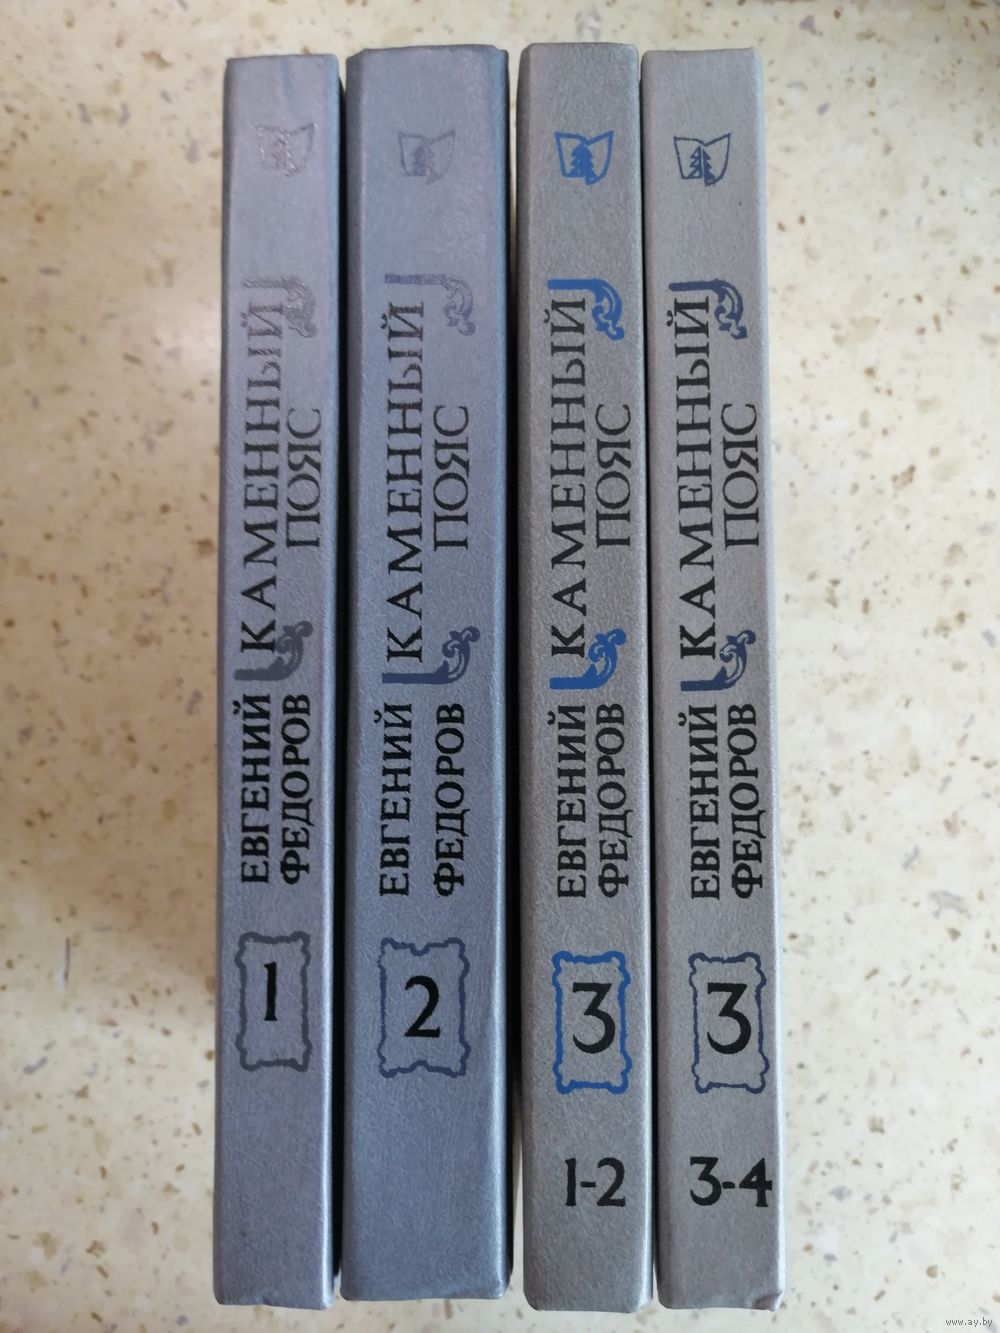 ЕВГЕНИЙ
ФЕДОРОВ
КАМЕННЫЙ
ПОЯС
1
ЕВГЕНИЙ
ФЕДОРОВ
КАМЕННЫЙ
ПОЯС
2
ЕВГЕНИЙ
ФЕДОРОВ
КАМЕННЫЙ
ПОЯС
3
1-2
ЕВГЕНИЙ
ФЕДОРОВ
КАМЕННЫЙ
ПОЯС
3
3-4
www.ay.by